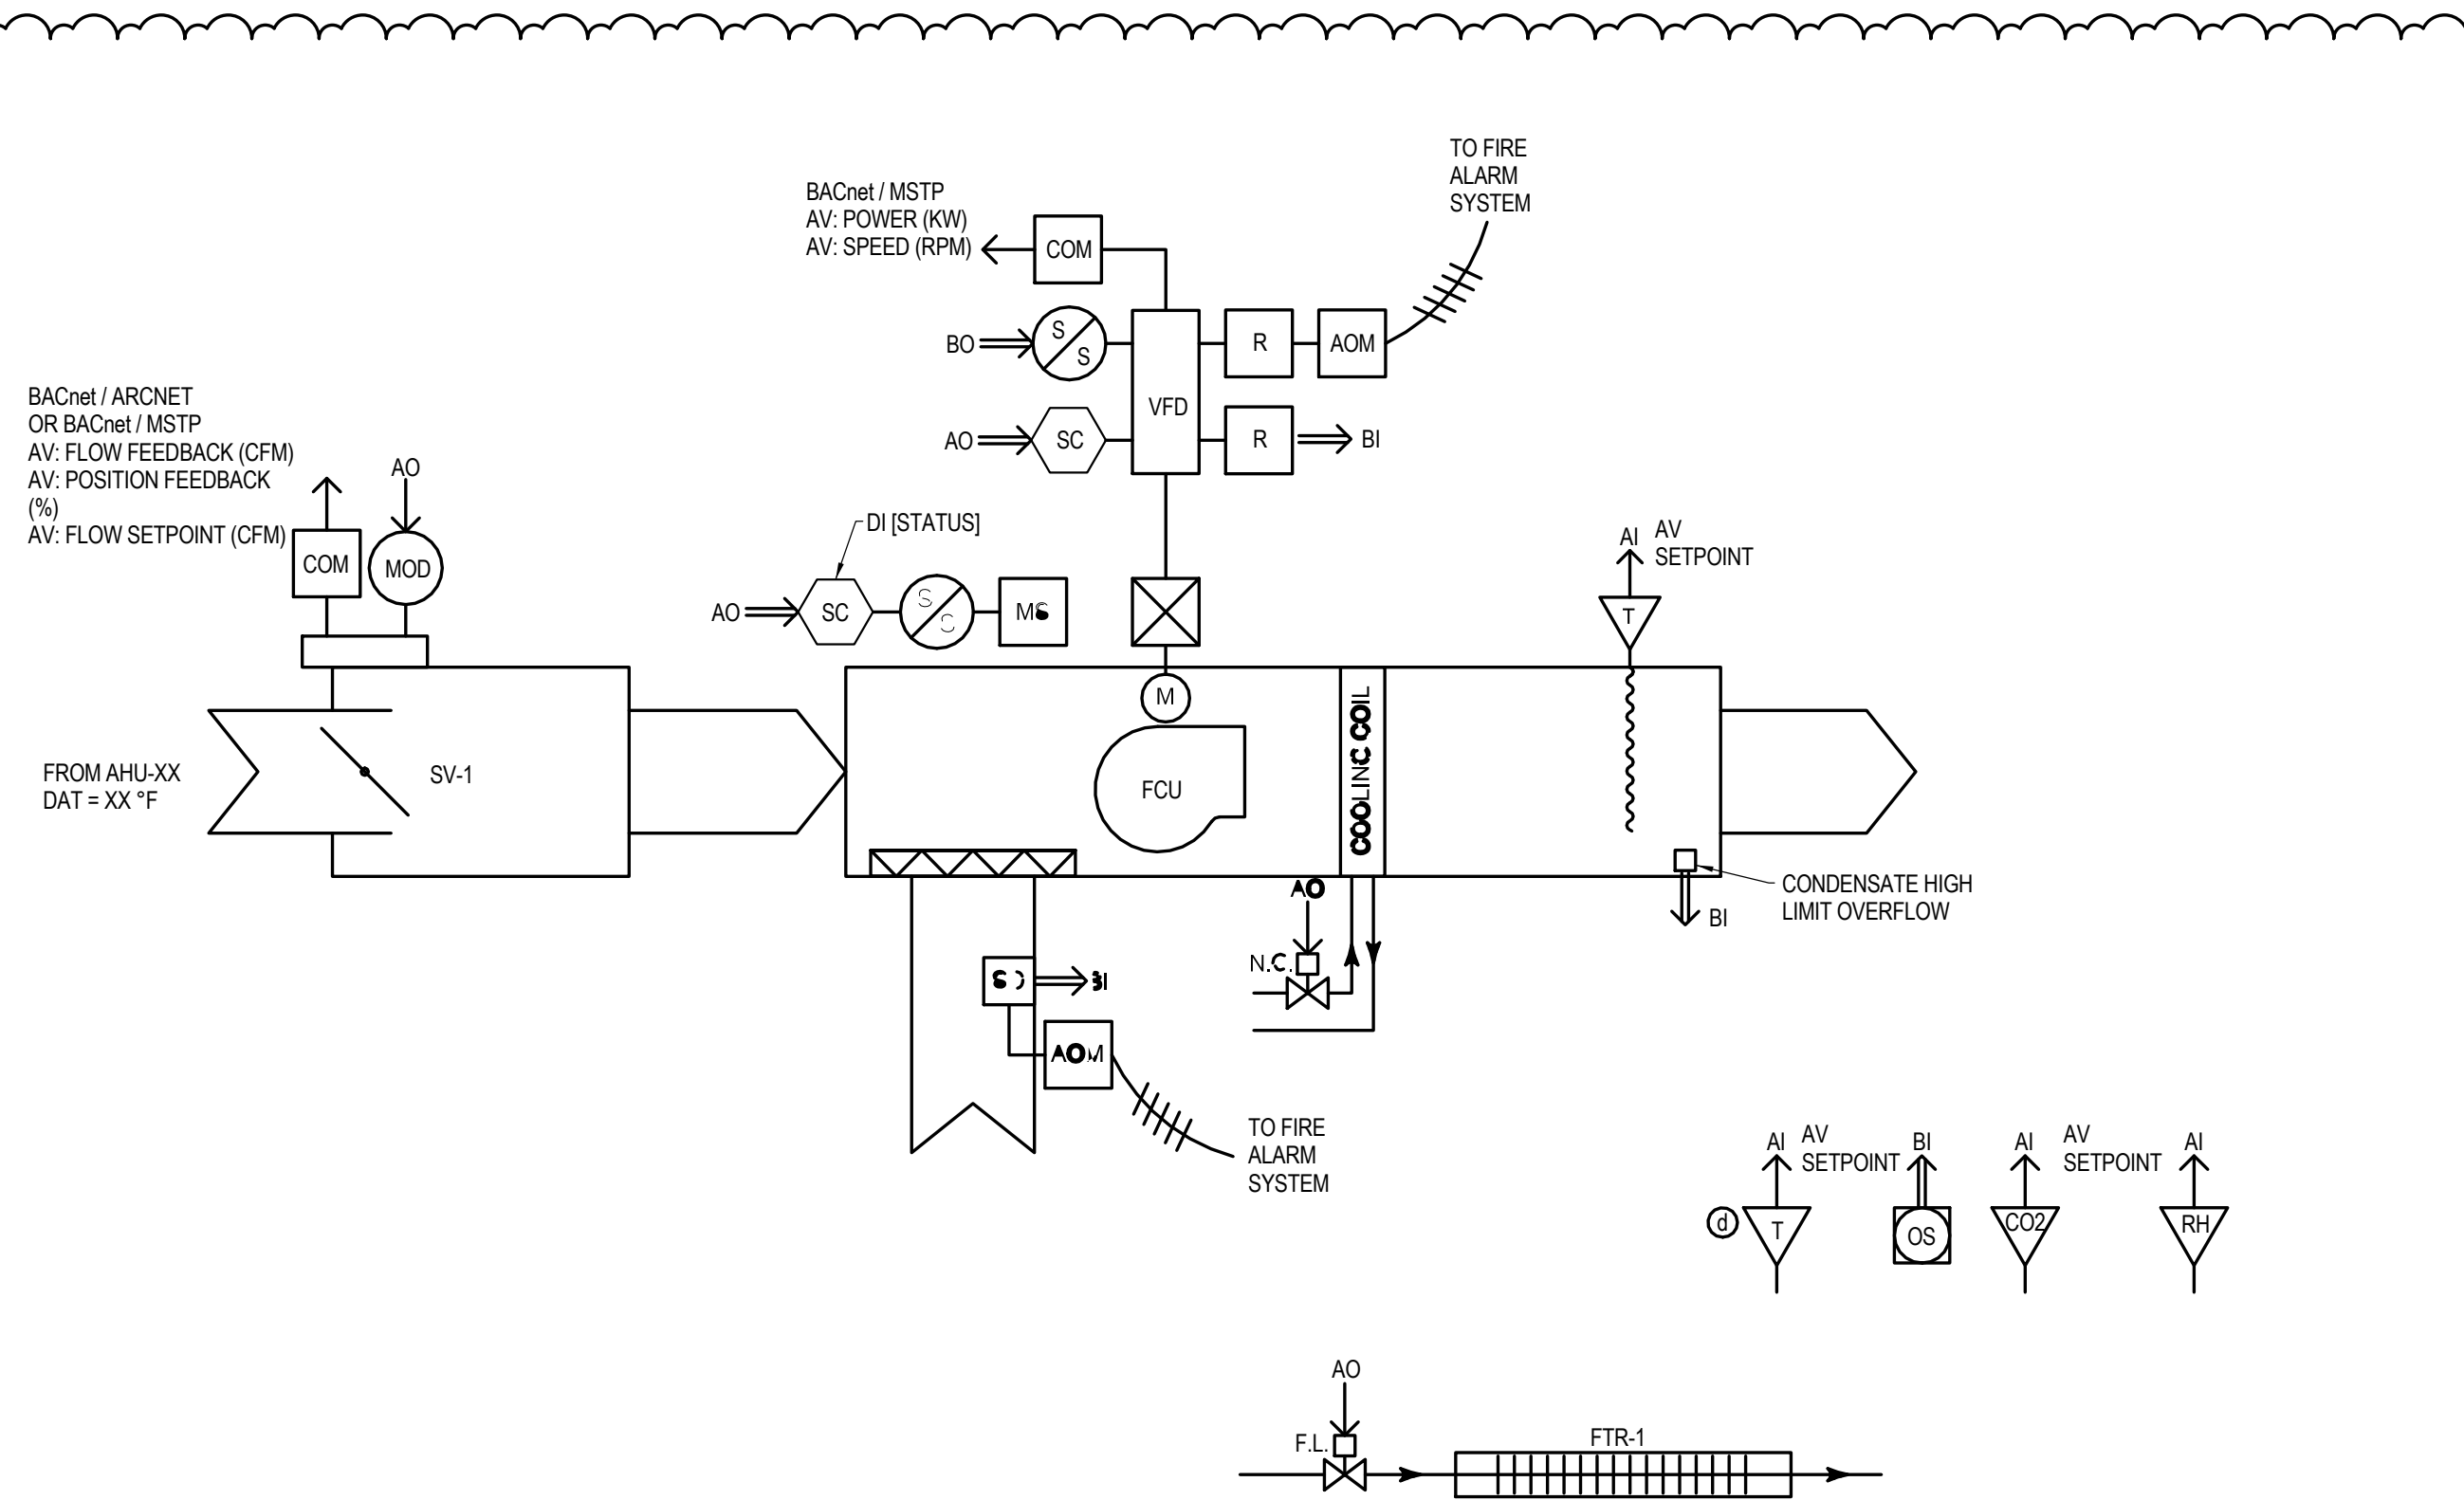 TO FIRE
ALARM
SYSTEM
BACnet / MSTP
AV: POWER (KW)
AV: SPEED (RPM)
COM
BO
S
S
R
AOM
VFD
AO
SC
R
BI
BACnet / ARCNET
OR BACnet / MSTP
AV: FLOW FEEDBACK (CFM)
AV: POSITION FEEDBACK
(%)
AV: FLOW SETPOINT (CFM)
AO
COM
MOD
DI [STATUS]
AO
SC
MS
AI
AV
SETPOINT
T
M
FROM AHU-XX
DAT = XX °F
SV-1
FCU
COOLING COIL
AO
CONDENSATE HIGH
LIMIT OVERFLOW
BI
N.C.
AOM
TO FIRE
ALARM
SYSTEM
AI
AV
SETPOINT
BI
AI
AV
SETPOINT
AI
d
T
OS
CO2
RH
AO
F.L.
FTR-1